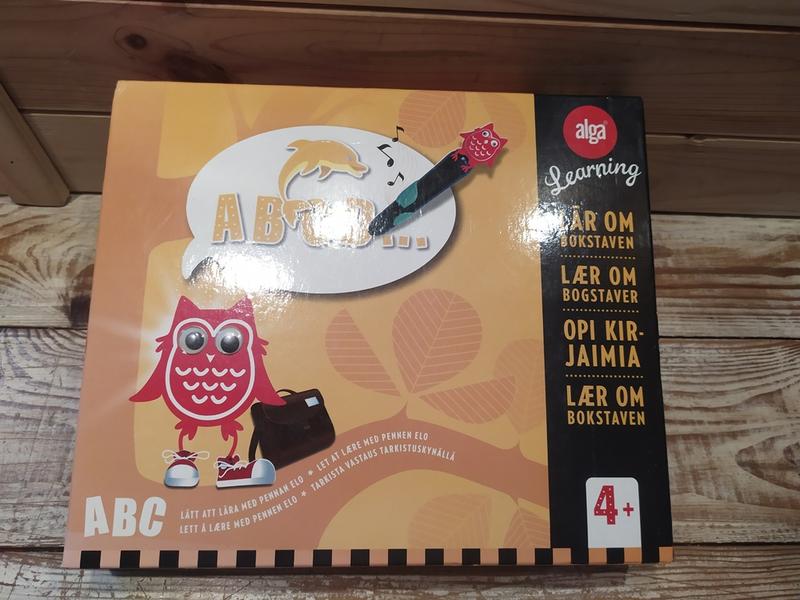 ABCD...
alga
Learning
LÄR OM
BOKSTAVEN
LÆR OM
BOGSTAVER
OPI KIR-
JAIMIA
LÆR OM
BOKSTAVEN
4+
ABC
LÄTT ATT LÄRA MED PENNAN ELO • LET AT LÆRE MED PENNEN ELO
LETT Å LÆRE MED PENNEN ELO • TARKISTA VASTAUS TARKISTUSKYNÄLLÄ